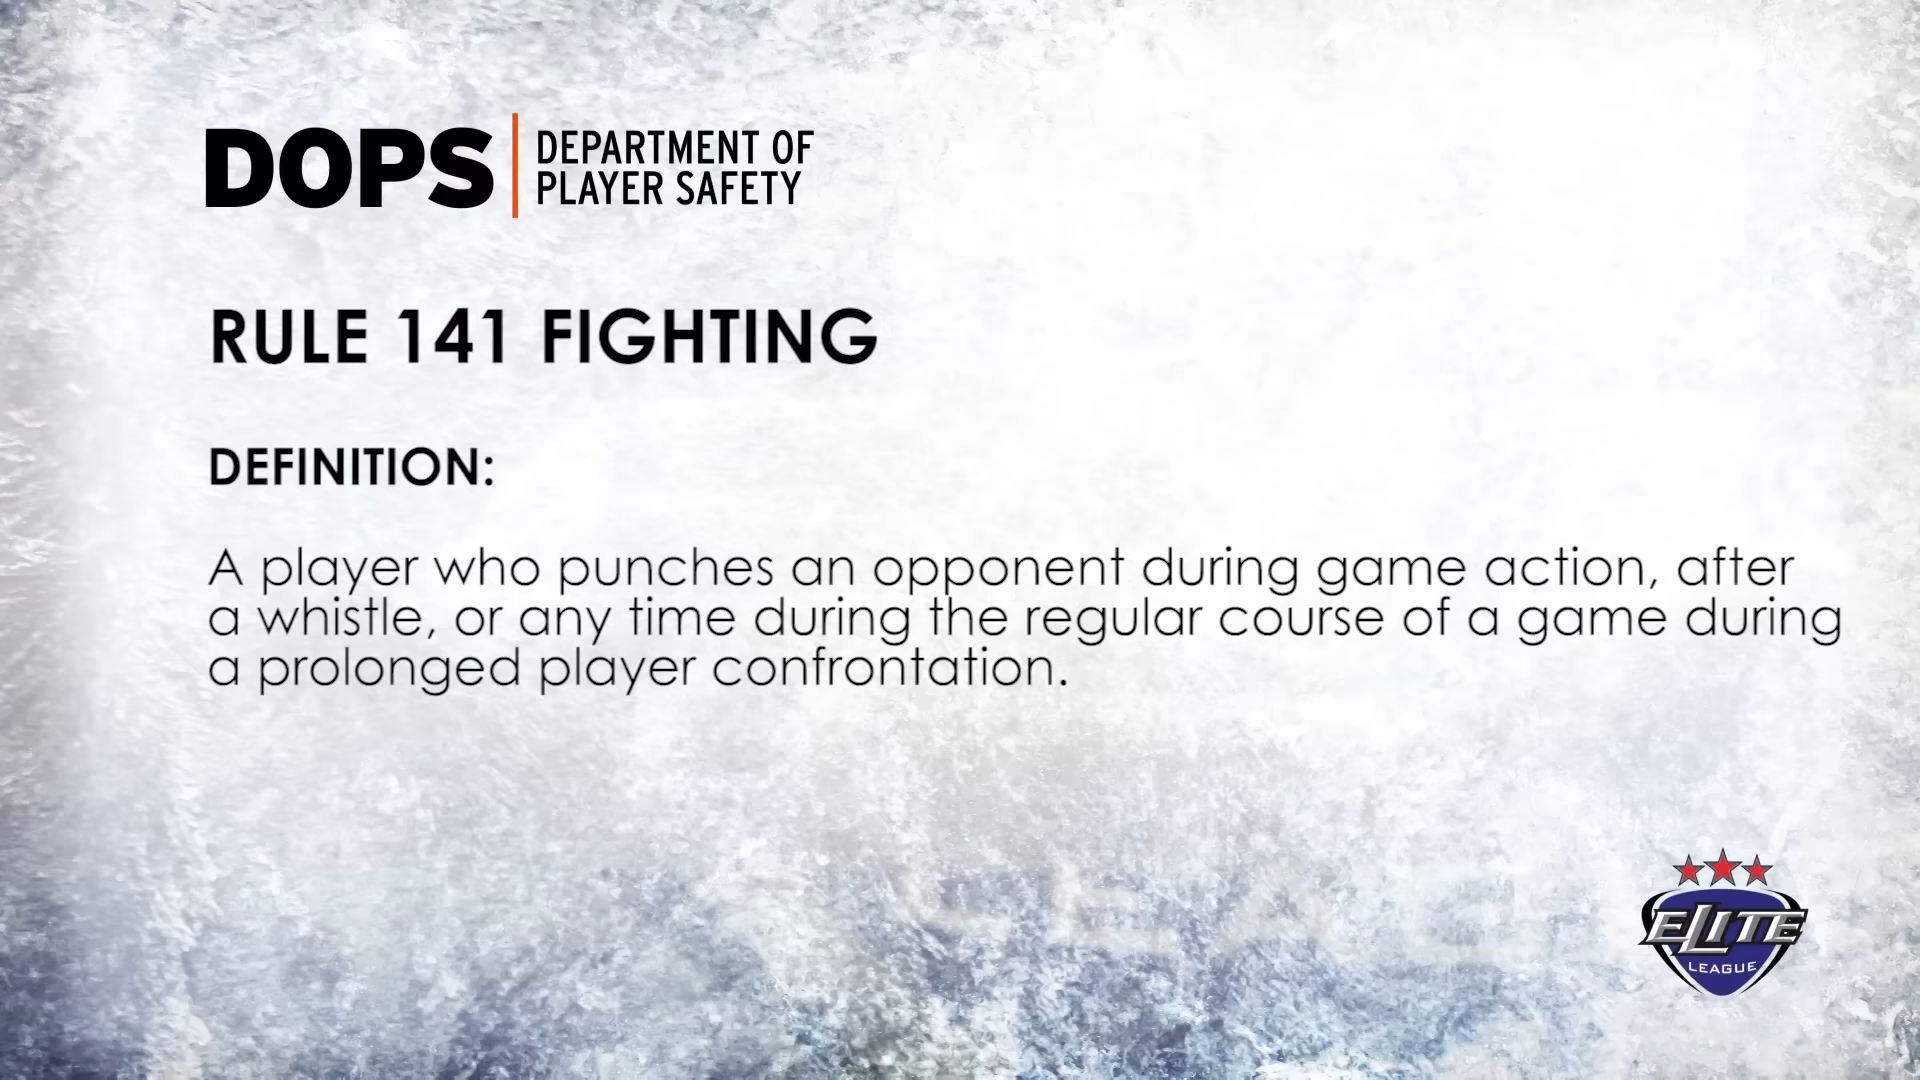 DOPS
DEPARTMENT OF
PLAYER SAFETY
RULE 141 FIGHTING
DEFINITION:
A player who punches an opponent during game action, after
a whistle, or any time during the regular course of a game during
a prolonged player confrontation.
ELITE
LEAGUE